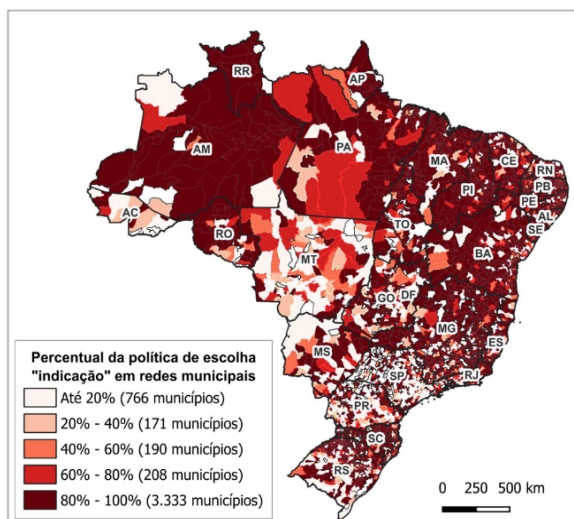 RR
AP
AM
PA
MA
CE
RN
PB
PI
PE
AL
SE
AC
RO
TO
BA
MT
GO
DF
MG
ES
MS
SP
RJ
PR
SC
RS
Percentual da política de escolha
"indicação" em redes municipais
Até 20% (766 municípios)
20% - 40% (171 municípios)
40% - 60% (190 municípios)
60% - 80% (208 municípios)
80% - 100% (3.333 municípios)
0 250 500 km